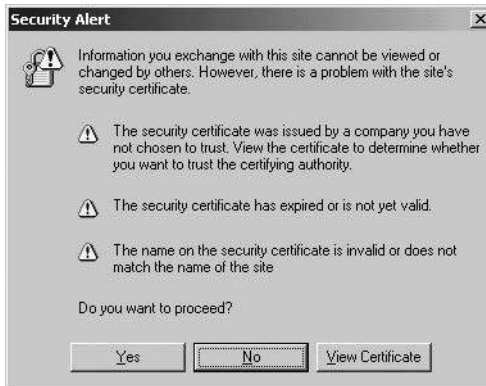 Security Alert
Information you exchange with this site cannot be viewed or
changed by others. However, there is a problem with the site's
security certificate.
The security certificate was issued by a company you have
not chosen to trust. View the certificate to determine whether
you want to trust the certifying authority.
The security certificate has expired or is not yet valid.
The name on the security certificate is invalid or does not
match the name of the site
Do you want to proceed?
Yes No View Certificate